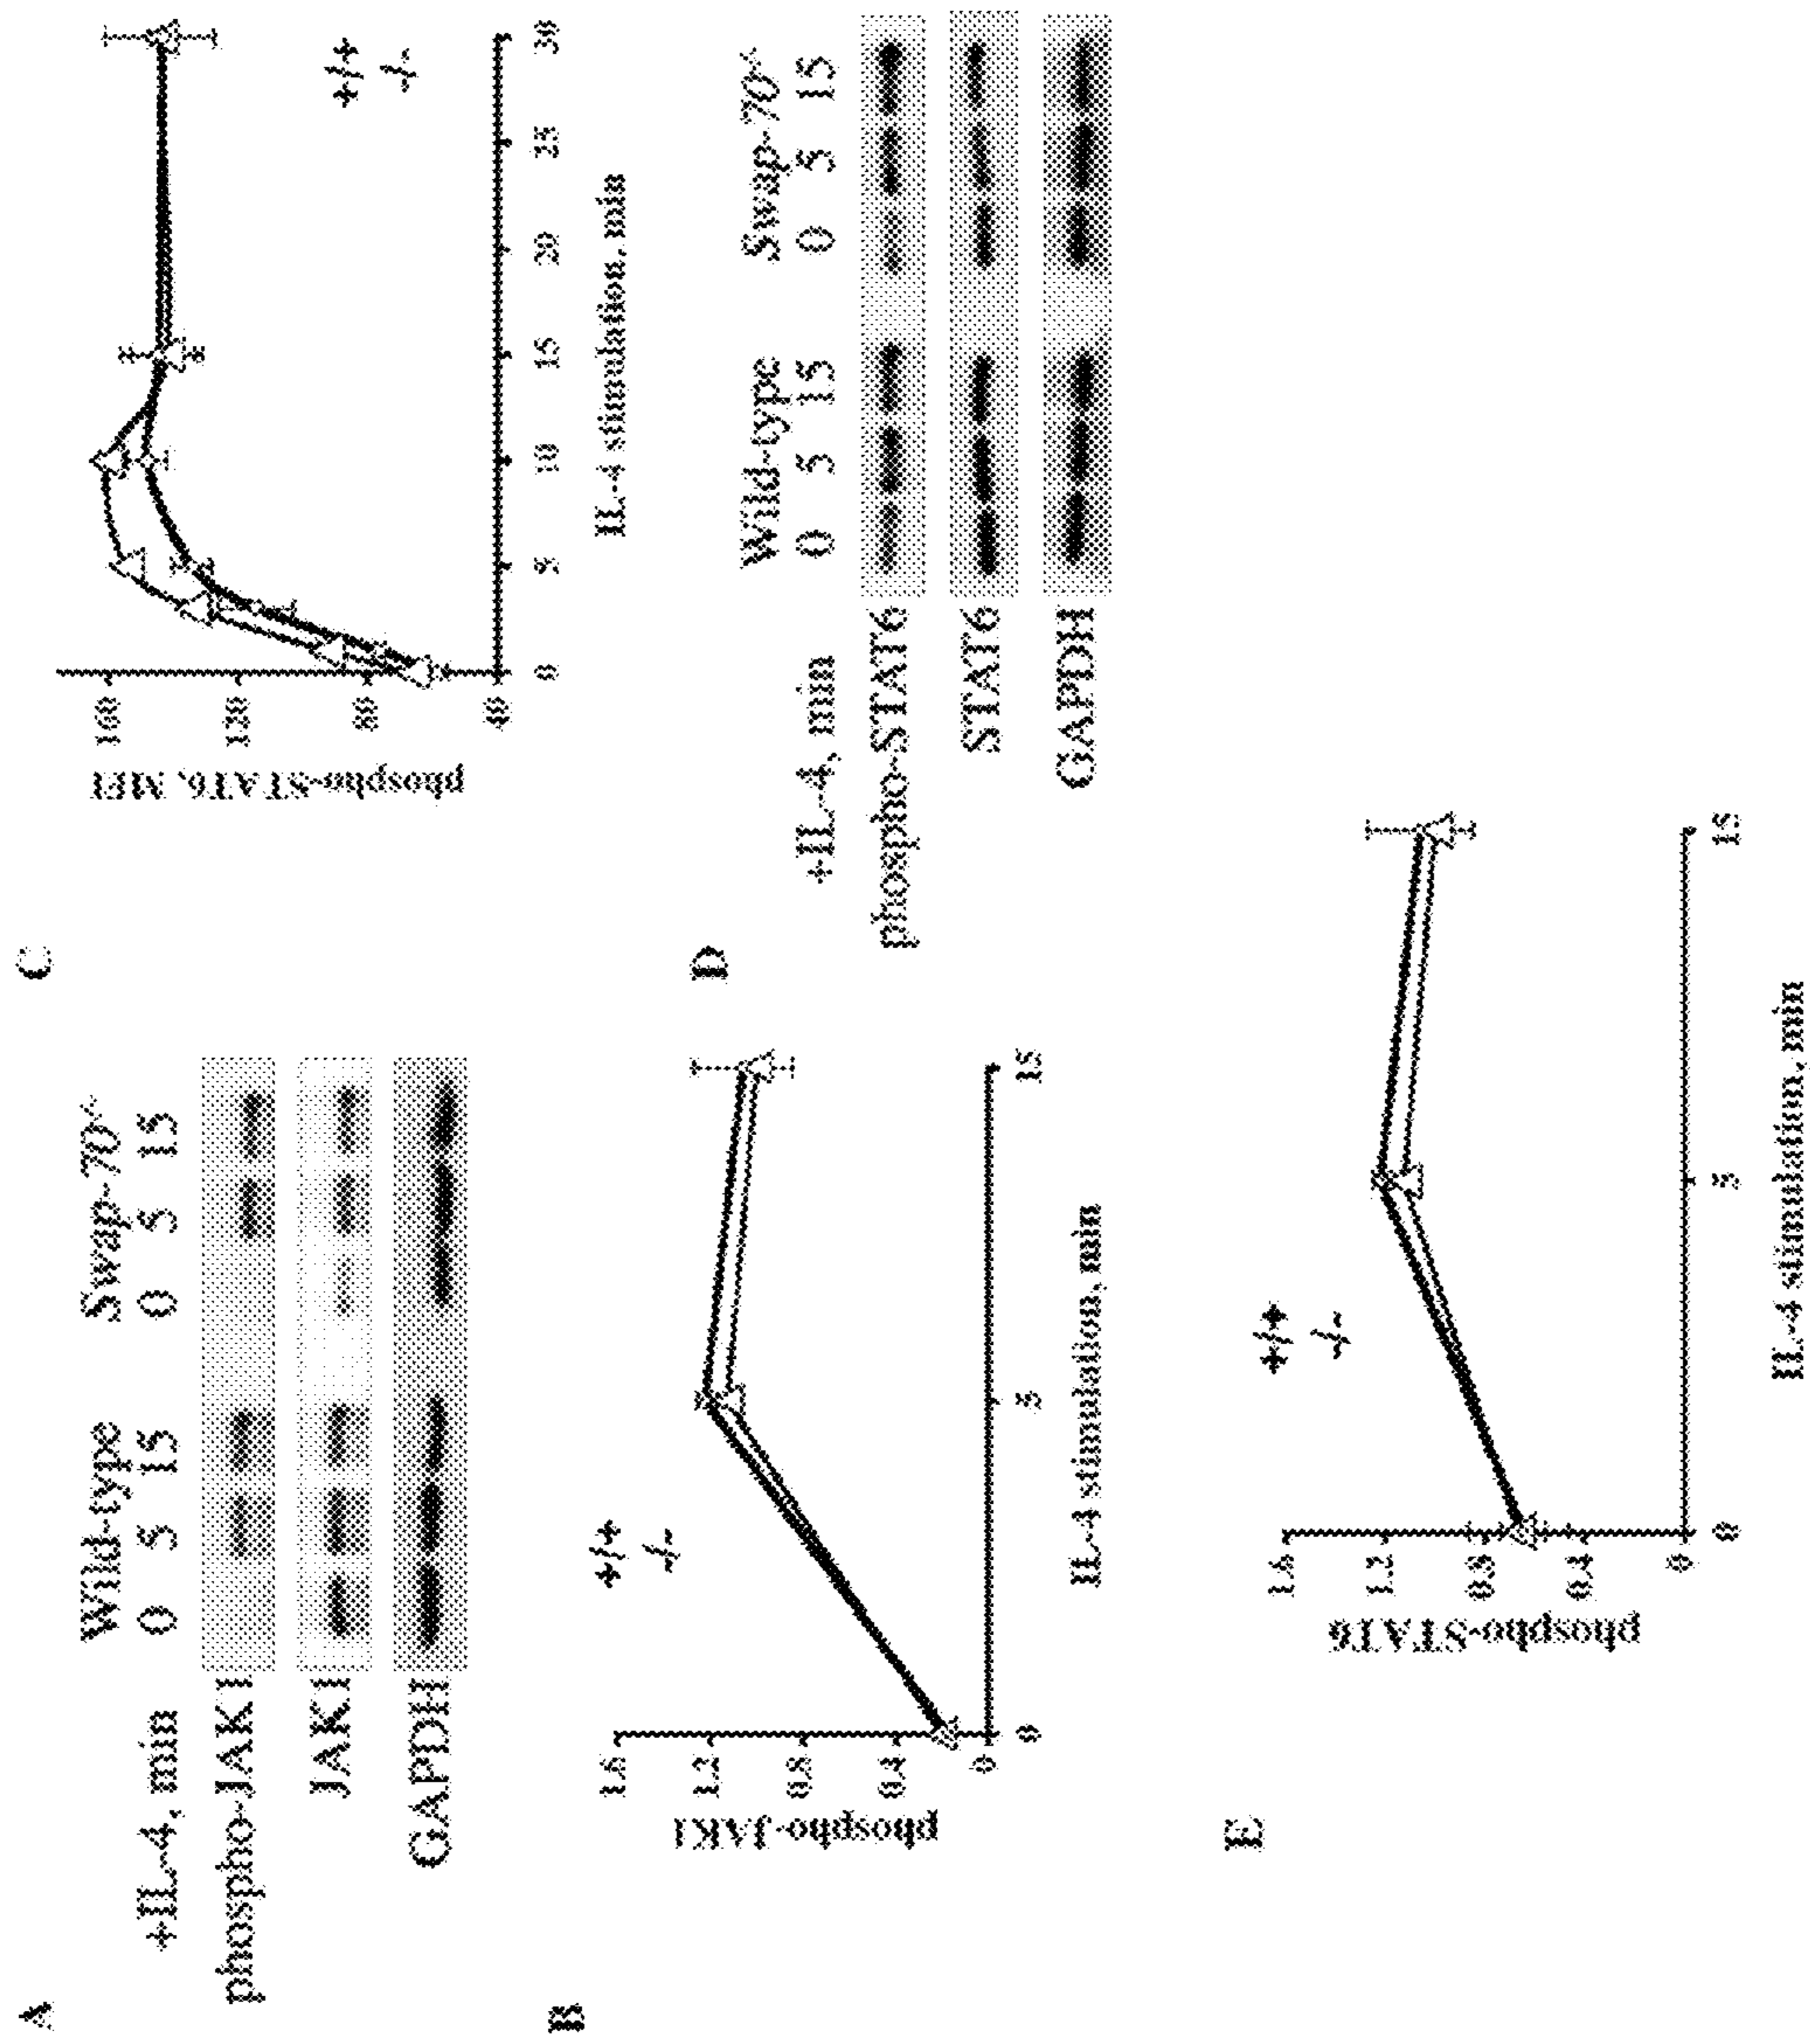 A
Wild-type Swap-70-/-
+IL-4, min 0 5 15 0 5 15
phospho-JAK1
JAK1
GAPDH
B
phospho-JAK1
1.6
1.2
0.8
0.4
0
+/+
-/-
0 5 15
IL-4 stimulation, min
C
phospho-STAT6, MFI
160
120
80
40
+/+
-/-
0 5 10 15 20 25 30
IL-4 stimulation, min
D
Wild-type Swap-70-/-
+IL-4, min 0 5 15 0 5 15
phospho-STAT6
STAT6
GAPDH
E
phospho-STAT6
1.6
1.2
0.8
0.4
0
+/+
-/-
0 5 15
IL-4 stimulation, min